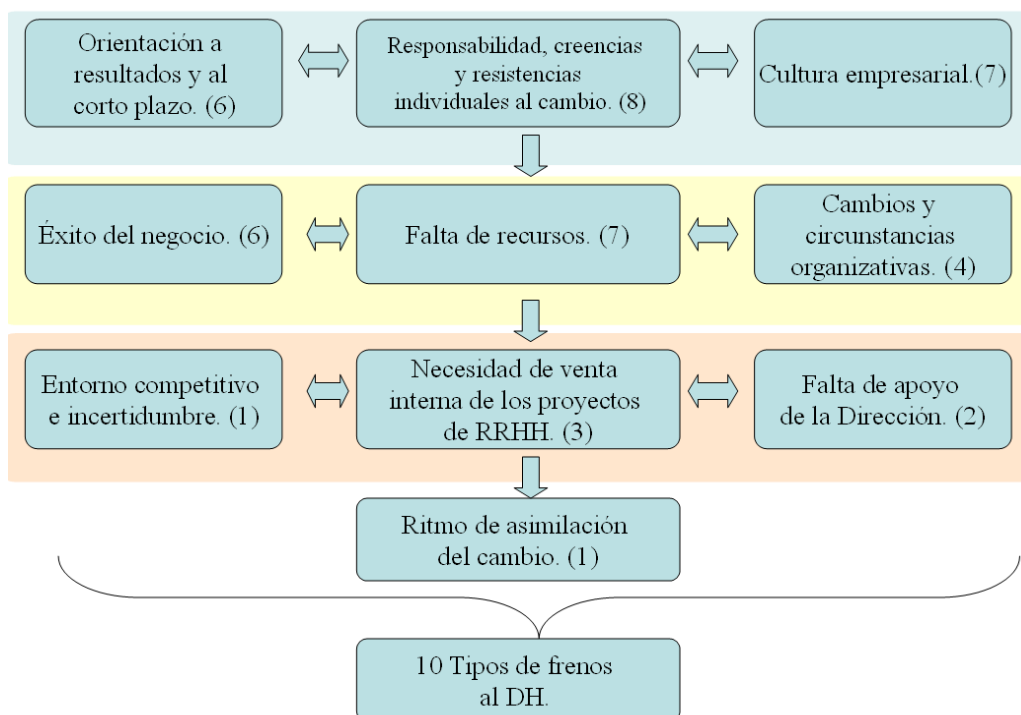 Orientación a
resultados y al
corto plazo. (6)
Responsabilidad, creencias
y resistencias
individuales al cambio. (8)
Cultura empresarial.(7)
Éxito del negocio. (6)
Falta de recursos. (7)
Cambios y
circunstancias
organizativas. (4)
Entorno competitivo
e incertidumbre. (1)
Necesidad de venta
interna de los proyectos
de RRHH. (3)
Falta de apoyo
de la Dirección. (2)
Ritmo de asimilación
del cambio. (1)
10 Tipos de frenos
al DH.